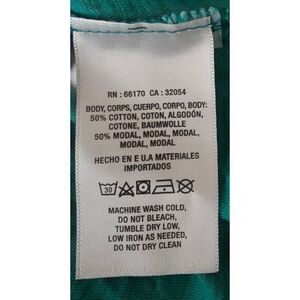 RN : 66170 CA : 32054
BODY, CORPS, CUERPO, CORPO, BODY:
50% COTTON, COTON, ALGODÓN,
COTONE, BAUMWOLLE
50% MODAL, MODAL, MODAL,
MODAL, MODAL
HECHO EN E U.A MATERIALES
IMPORTADOS
30
MACHINE WASH COLD,
DO NOT BLEACH,
TUMBLE DRY LOW,
LOW IRON AS NEEDED,
DO NOT DRY CLEAN